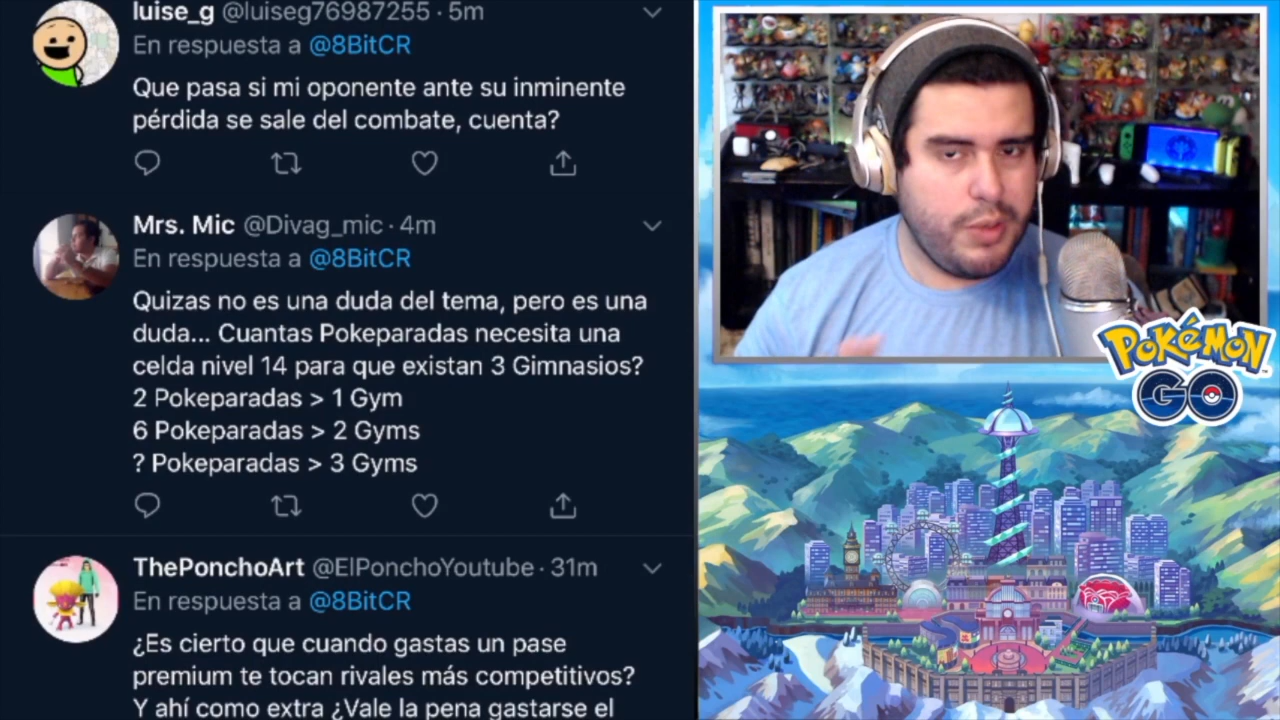 luise_g @luiseg76987255 · 5m
En respuesta a @8BitCR
Que pasa si mi oponente ante su inminente
pérdida se sale del combate, cuenta?
Mrs. Mic @Divag_mic · 4m
En respuesta a @8BitCR
Quizas no es una duda del tema, pero es una
duda... Cuantas Pokeparadas necesita una
celda nivel 14 para que existan 3 Gimnasios?
2 Pokeparadas > 1 Gym
6 Pokeparadas > 2 Gyms
? Pokeparadas > 3 Gyms
ThePonchoArt @ElPonchoYoutube · 31m
En respuesta a @8BitCR
¿Es cierto que cuando gastas un pase
premium te tocan rivales más competitivos?
Y ahí como extra ¿Vale la pena gastarse el
POKéMON
GO